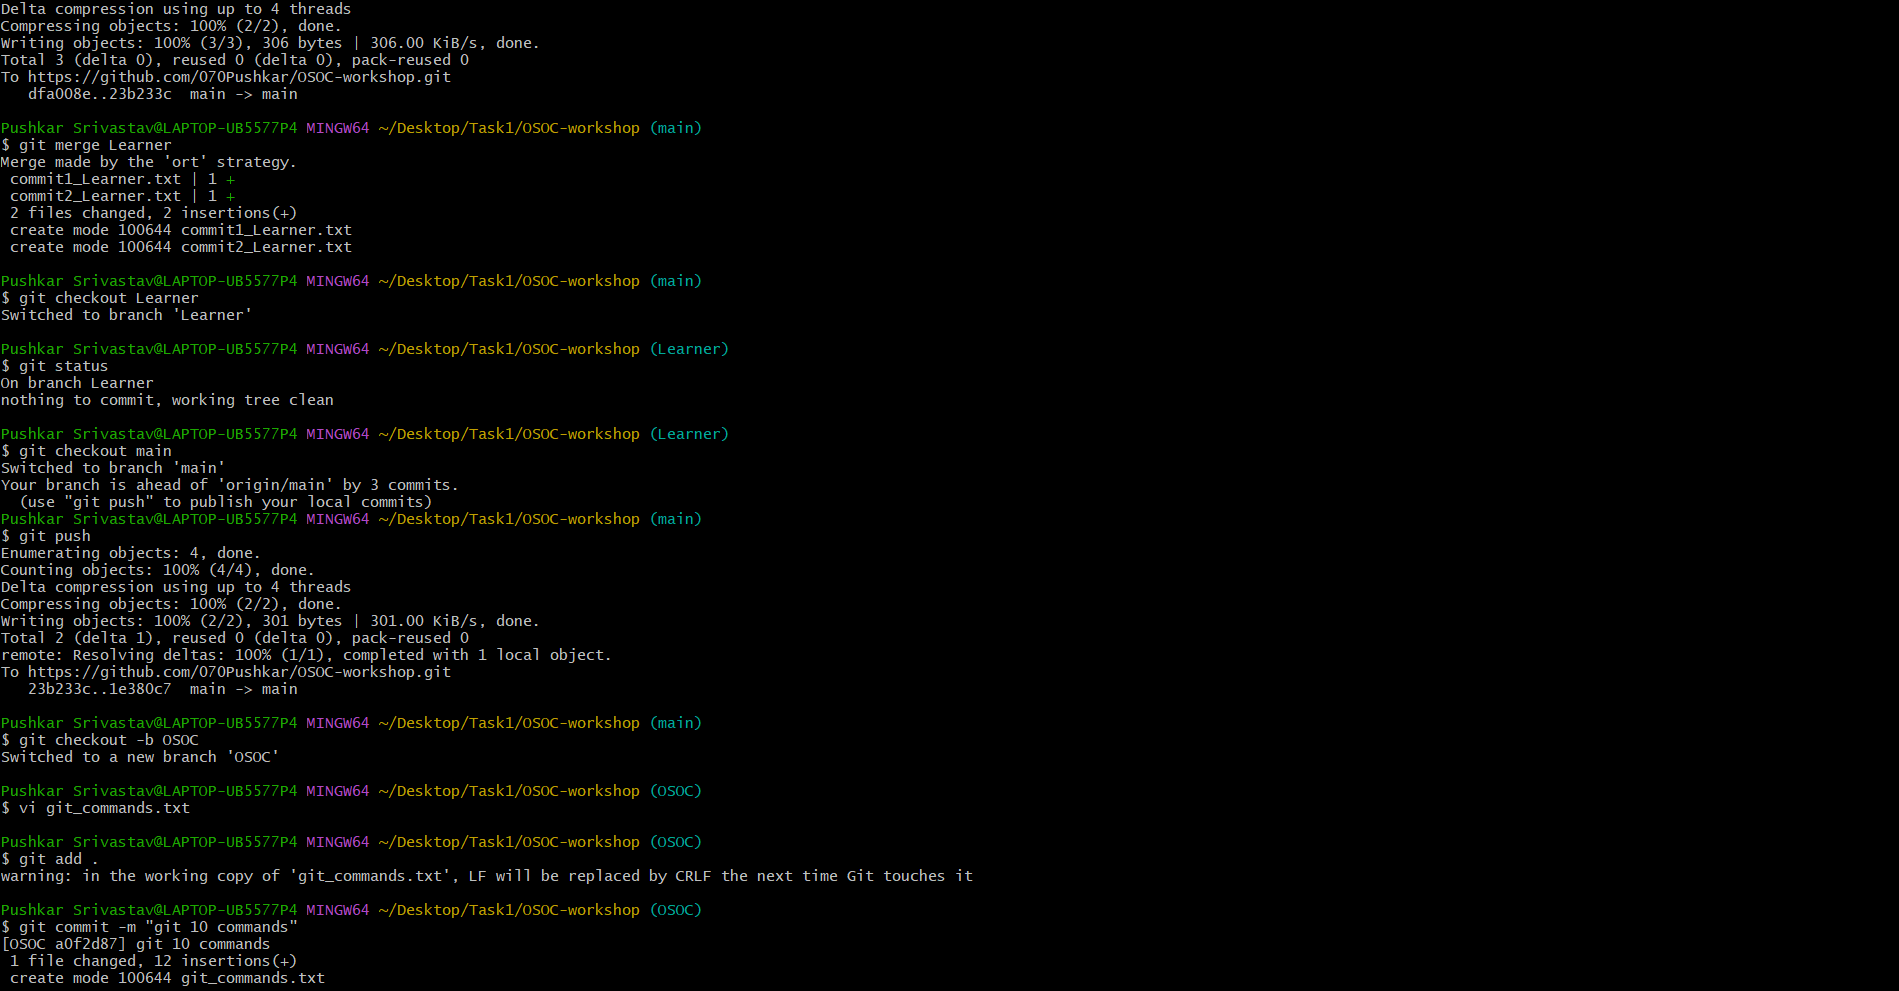 Delta compression using up to 4 threads
Compressing objects: 100% (2/2), done.
Writing objects: 100% (3/3), 306 bytes | 306.00 KiB/s, done.
Total 3 (delta 0), reused 0 (delta 0), pack-reused 0
To https://github.com/070Pushkar/OSOC-workshop.git
   dfa008e..23b233c  main -> main

Pushkar Srivastav@LAPTOP-UB5577P4 MINGW64 ~/Desktop/Task1/OSOC-workshop (main)
$ git merge Learner
Merge made by the 'ort' strategy.
 commit1_Learner.txt | 1 +
 commit2_Learner.txt | 1 +
 2 files changed, 2 insertions(+)
 create mode 100644 commit1_Learner.txt
 create mode 100644 commit2_Learner.txt

Pushkar Srivastav@LAPTOP-UB5577P4 MINGW64 ~/Desktop/Task1/OSOC-workshop (main)
$ git checkout Learner
Switched to branch 'Learner'

Pushkar Srivastav@LAPTOP-UB5577P4 MINGW64 ~/Desktop/Task1/OSOC-workshop (Learner)
$ git status
On branch Learner
nothing to commit, working tree clean

Pushkar Srivastav@LAPTOP-UB5577P4 MINGW64 ~/Desktop/Task1/OSOC-workshop (Learner)
$ git checkout main
Switched to branch 'main'
Your branch is ahead of 'origin/main' by 3 commits.
  (use "git push" to publish your local commits)
Pushkar Srivastav@LAPTOP-UB5577P4 MINGW64 ~/Desktop/Task1/OSOC-workshop (main)
$ git push
Enumerating objects: 4, done.
Counting objects: 100% (4/4), done.
Delta compression using up to 4 threads
Compressing objects: 100% (2/2), done.
Writing objects: 100% (2/2), 301 bytes | 301.00 KiB/s, done.
Total 2 (delta 1), reused 0 (delta 0), pack-reused 0
remote: Resolving deltas: 100% (1/1), completed with 1 local object.
To https://github.com/070Pushkar/OSOC-workshop.git
   23b233c..1e380c7  main -> main

Pushkar Srivastav@LAPTOP-UB5577P4 MINGW64 ~/Desktop/Task1/OSOC-workshop (main)
$ git checkout -b OSOC
Switched to a new branch 'OSOC'

Pushkar Srivastav@LAPTOP-UB5577P4 MINGW64 ~/Desktop/Task1/OSOC-workshop (OSOC)
$ vi git_commands.txt

Pushkar Srivastav@LAPTOP-UB5577P4 MINGW64 ~/Desktop/Task1/OSOC-workshop (OSOC)
$ git add .
warning: in the working copy of 'git_commands.txt', LF will be replaced by CRLF the next time Git touches it

Pushkar Srivastav@LAPTOP-UB5577P4 MINGW64 ~/Desktop/Task1/OSOC-workshop (OSOC)
$ git commit -m "git 10 commands"
[OSOC a0f2d87] git 10 commands
 1 file changed, 12 insertions(+)
 create mode 100644 git_commands.txt